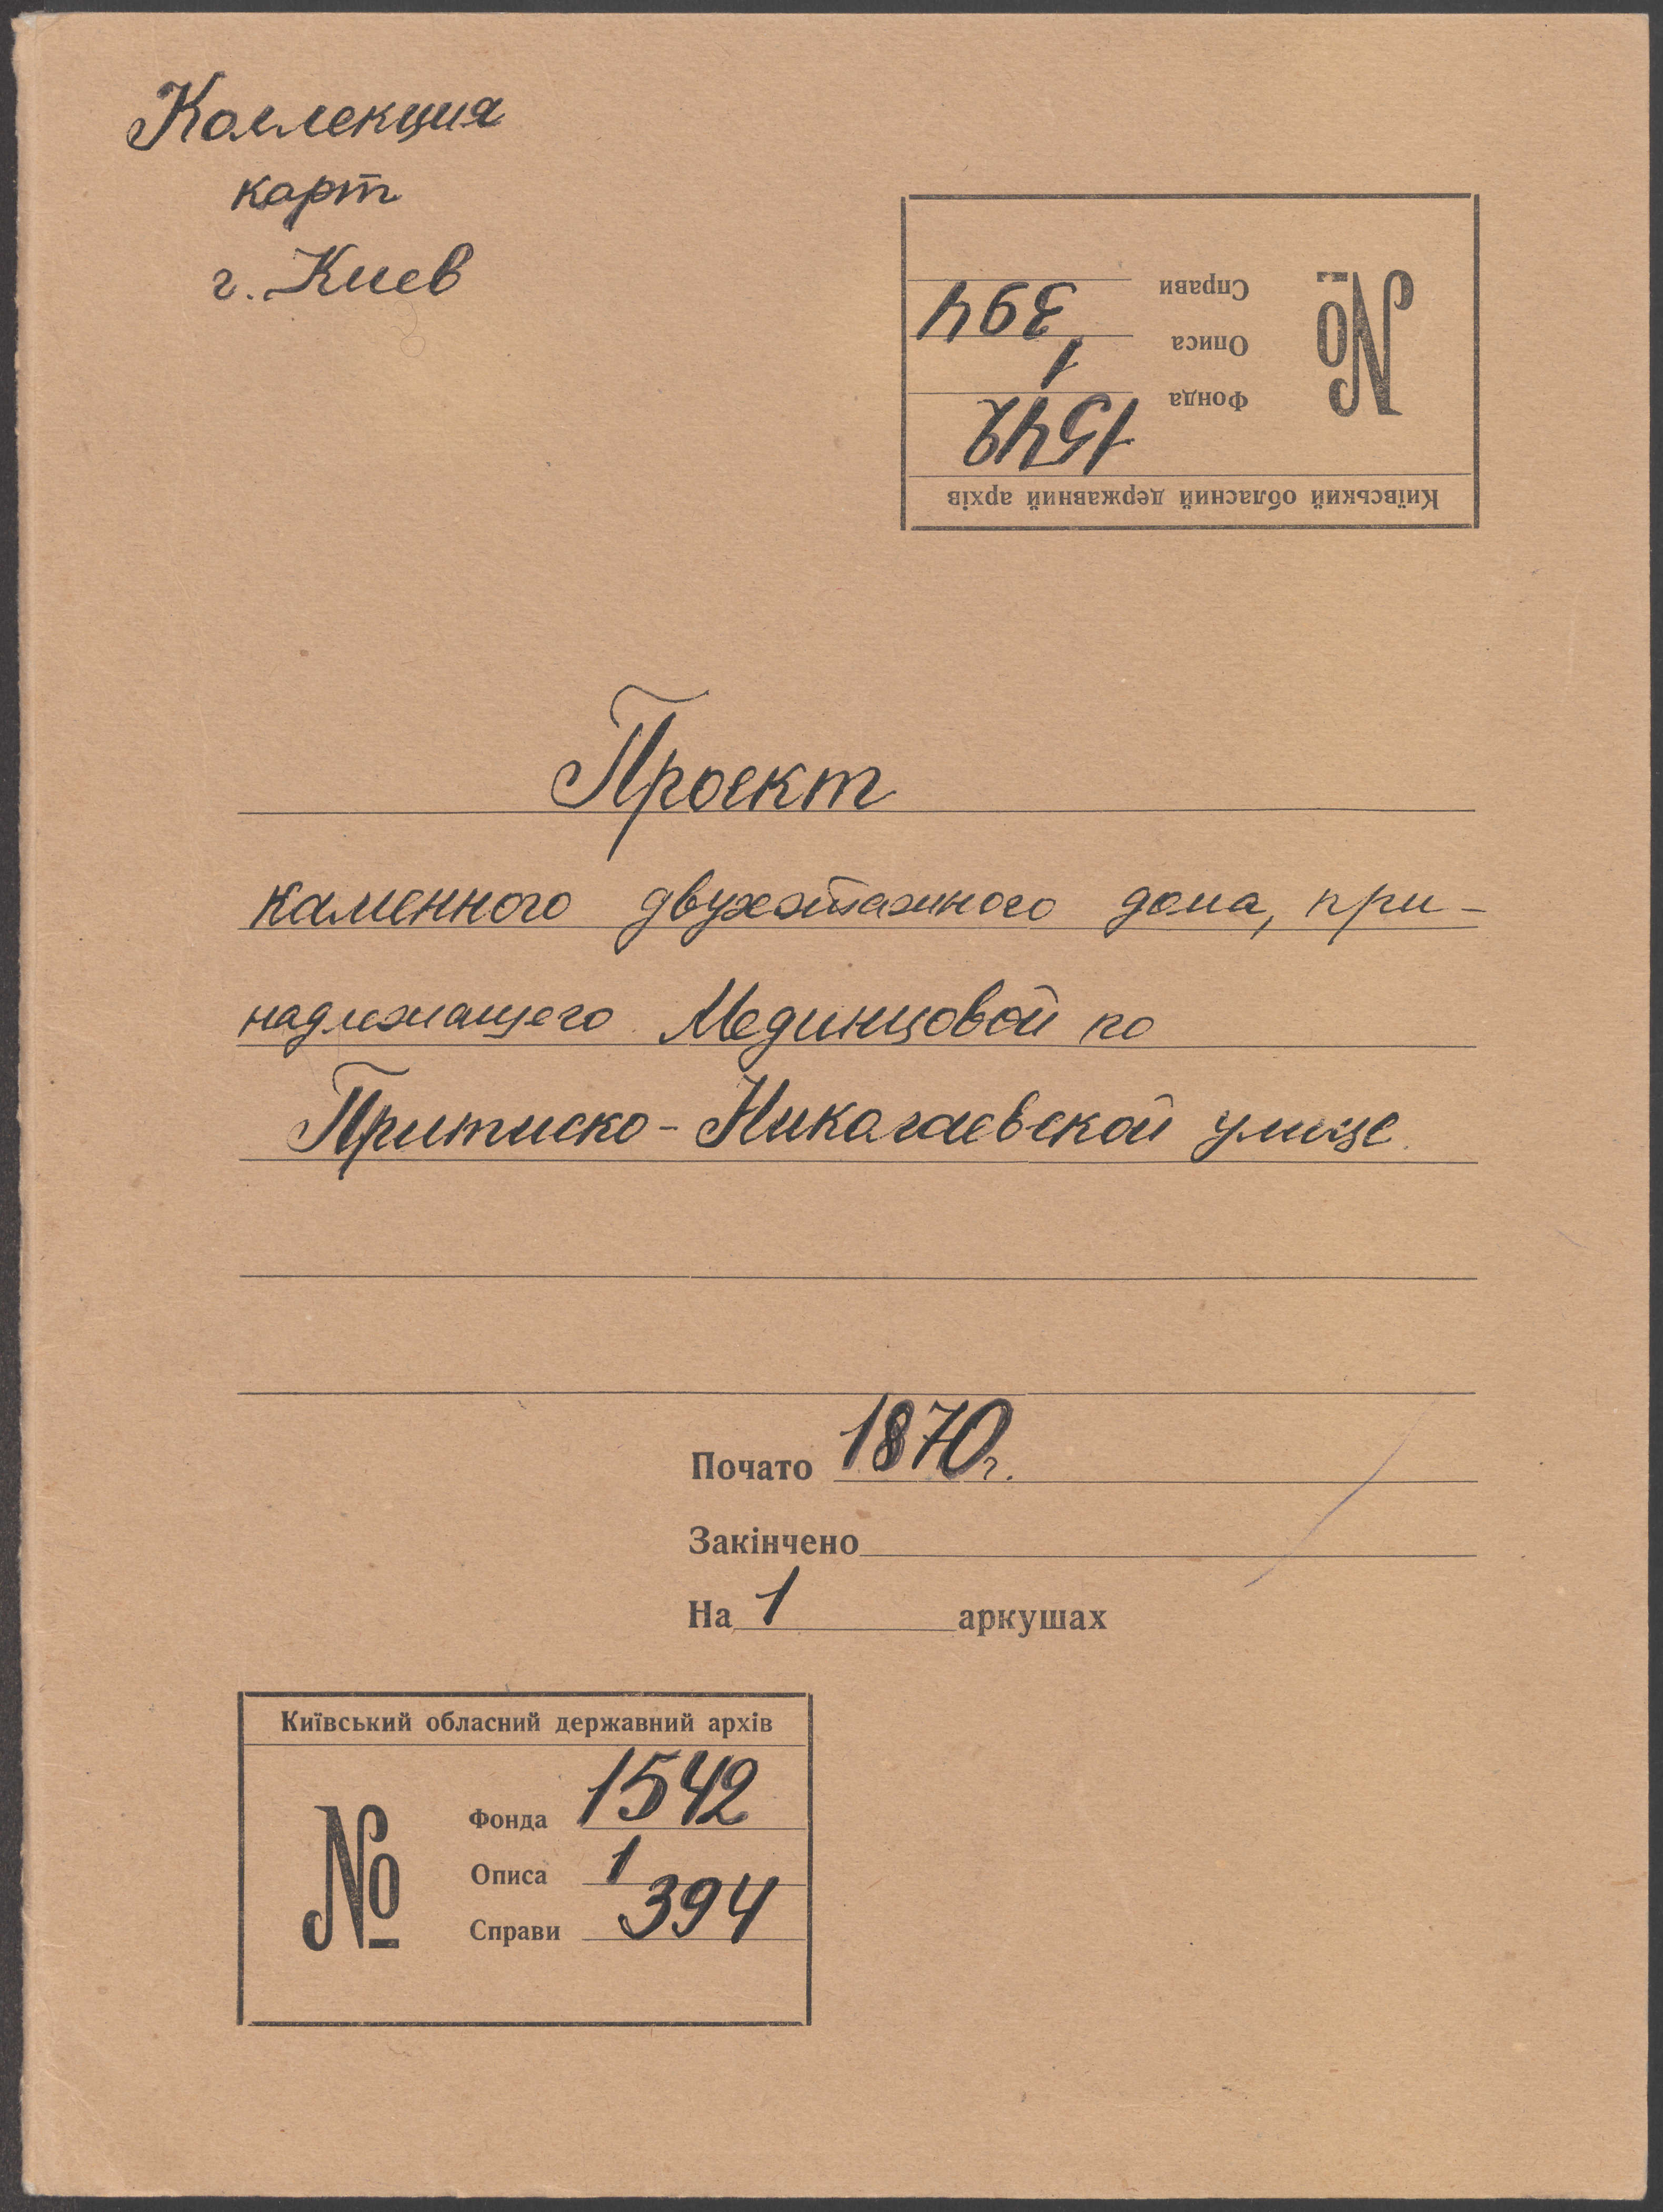 Коллекция
карт
г. Киев
Київський обласний державний архів
№
Фонда 1542
Описа 1
Справи 394
Проект
каменного двухэтажного дома, при-
надлежащего Мединцовой по
Притиско-Николаевской улице.
Почато 1870 г.
Закінчено
На 1 аркушах
Київський обласний державний архів
№
Фонда 1542
Описа 1
Справи 394